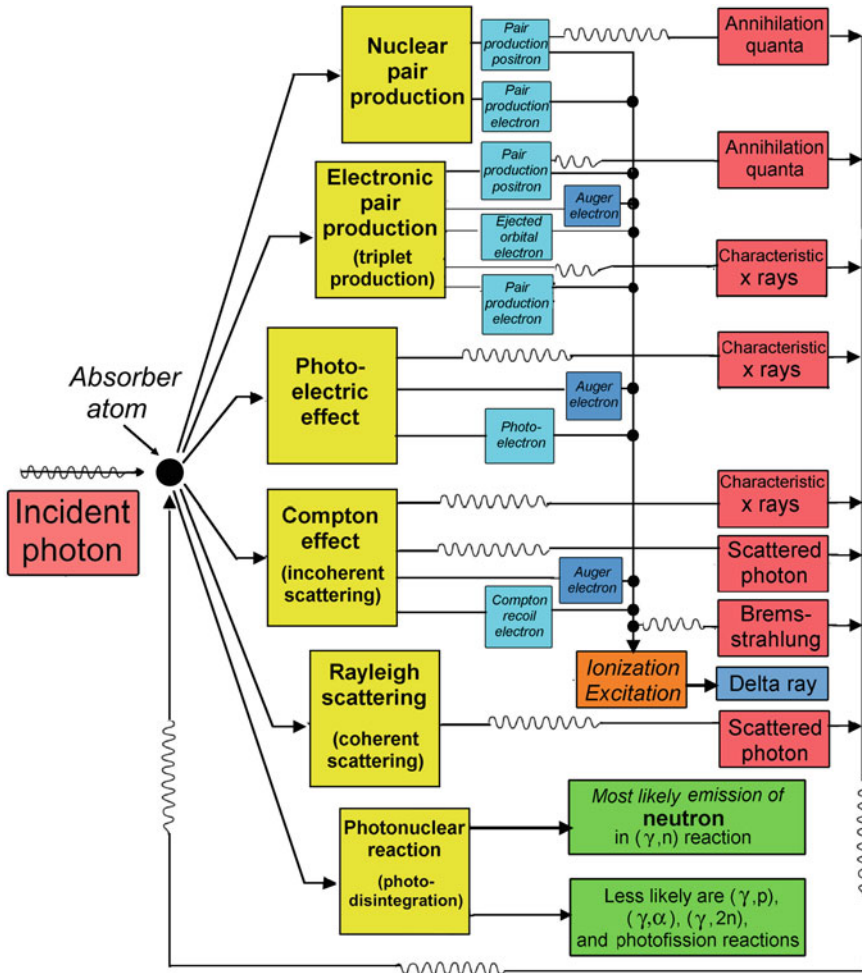 Nuclear
pair
production
Pair
production
positron
Pair
production
electron
Annihilation
quanta
Electronic
pair
production
(triplet
production)
Pair
production
positron
Auger
electron
Ejected
orbital
electron
Pair
production
electron
Annihilation
quanta
Characteristic
x rays
Absorber
atom
Incident
photon
Photo-
electric
effect
Auger
electron
Photo-
electron
Characteristic
x rays
Compton
effect
(incoherent
scattering)
Auger
electron
Compton
recoil
electron
Characteristic
x rays
Scattered
photon
Brems-
strahlung
Ionization
Excitation
Delta ray
Rayleigh
scattering
(coherent
scattering)
Scattered
photon
Photonuclear
reaction
(photo-
disintegration)
Most likely emission of
neutron
in (γ,n) reaction
Less likely are (γ,p),
(γ,α), (γ,2n),
and photofission reactions